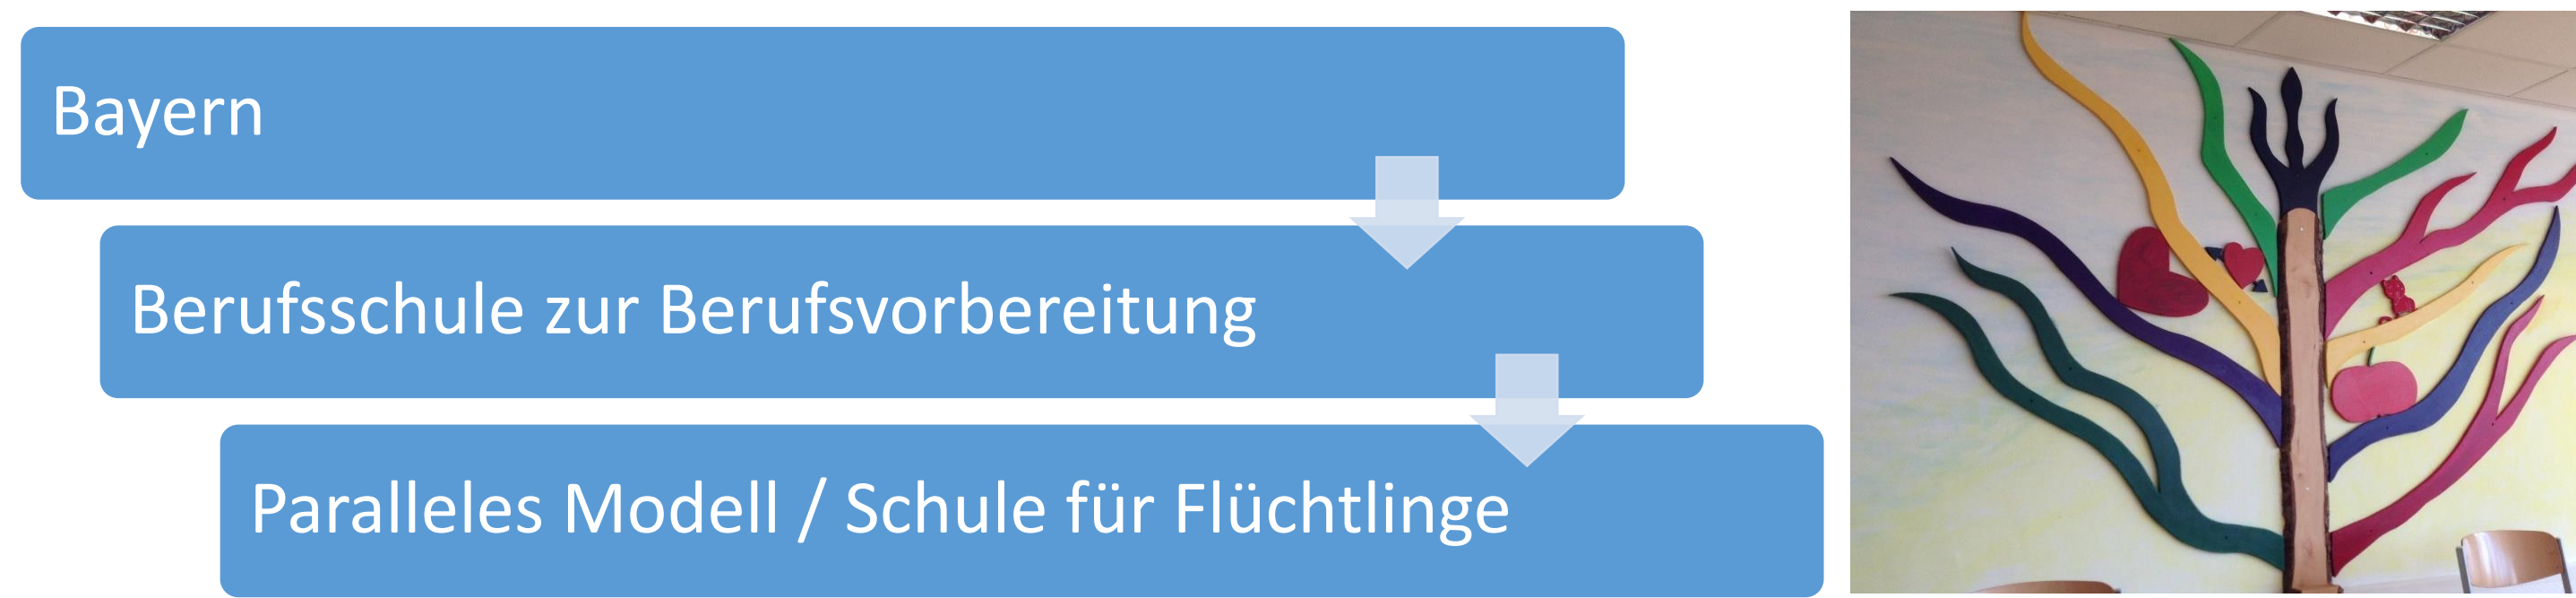 Bayern
Berufsschule zur Berufsvorbereitung
Paralleles Modell / Schule für Flüchtlinge